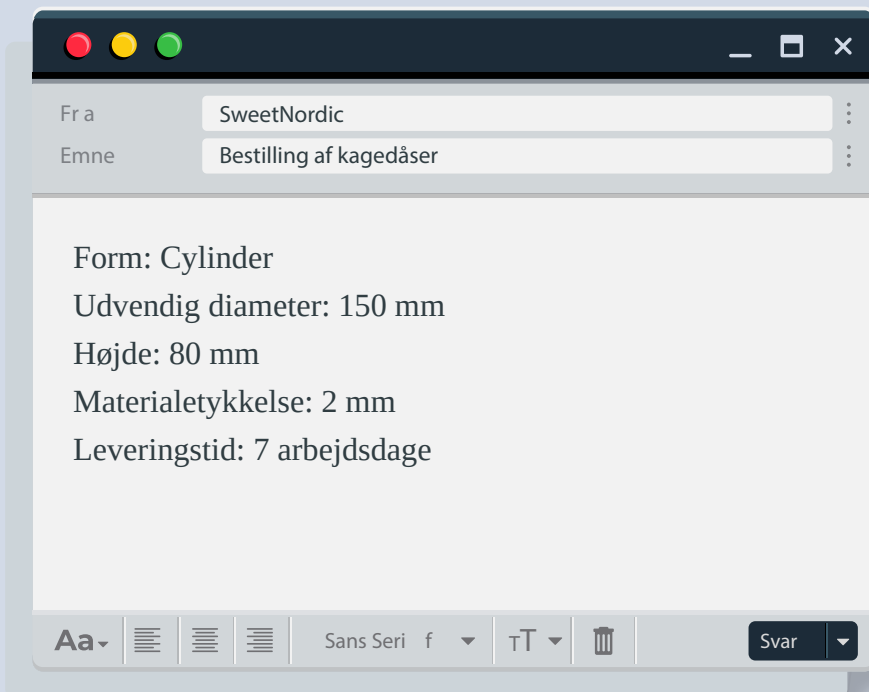 Fra
SweetNordic
Emne
Bestilling af kagedåser
Form: Cylinder
Udvendig diameter: 150 mm
Højde: 80 mm
Materialetykkelse: 2 mm
Leveringstid: 7 arbejdsdage
Aa
Sans Seri f
TT
Svar